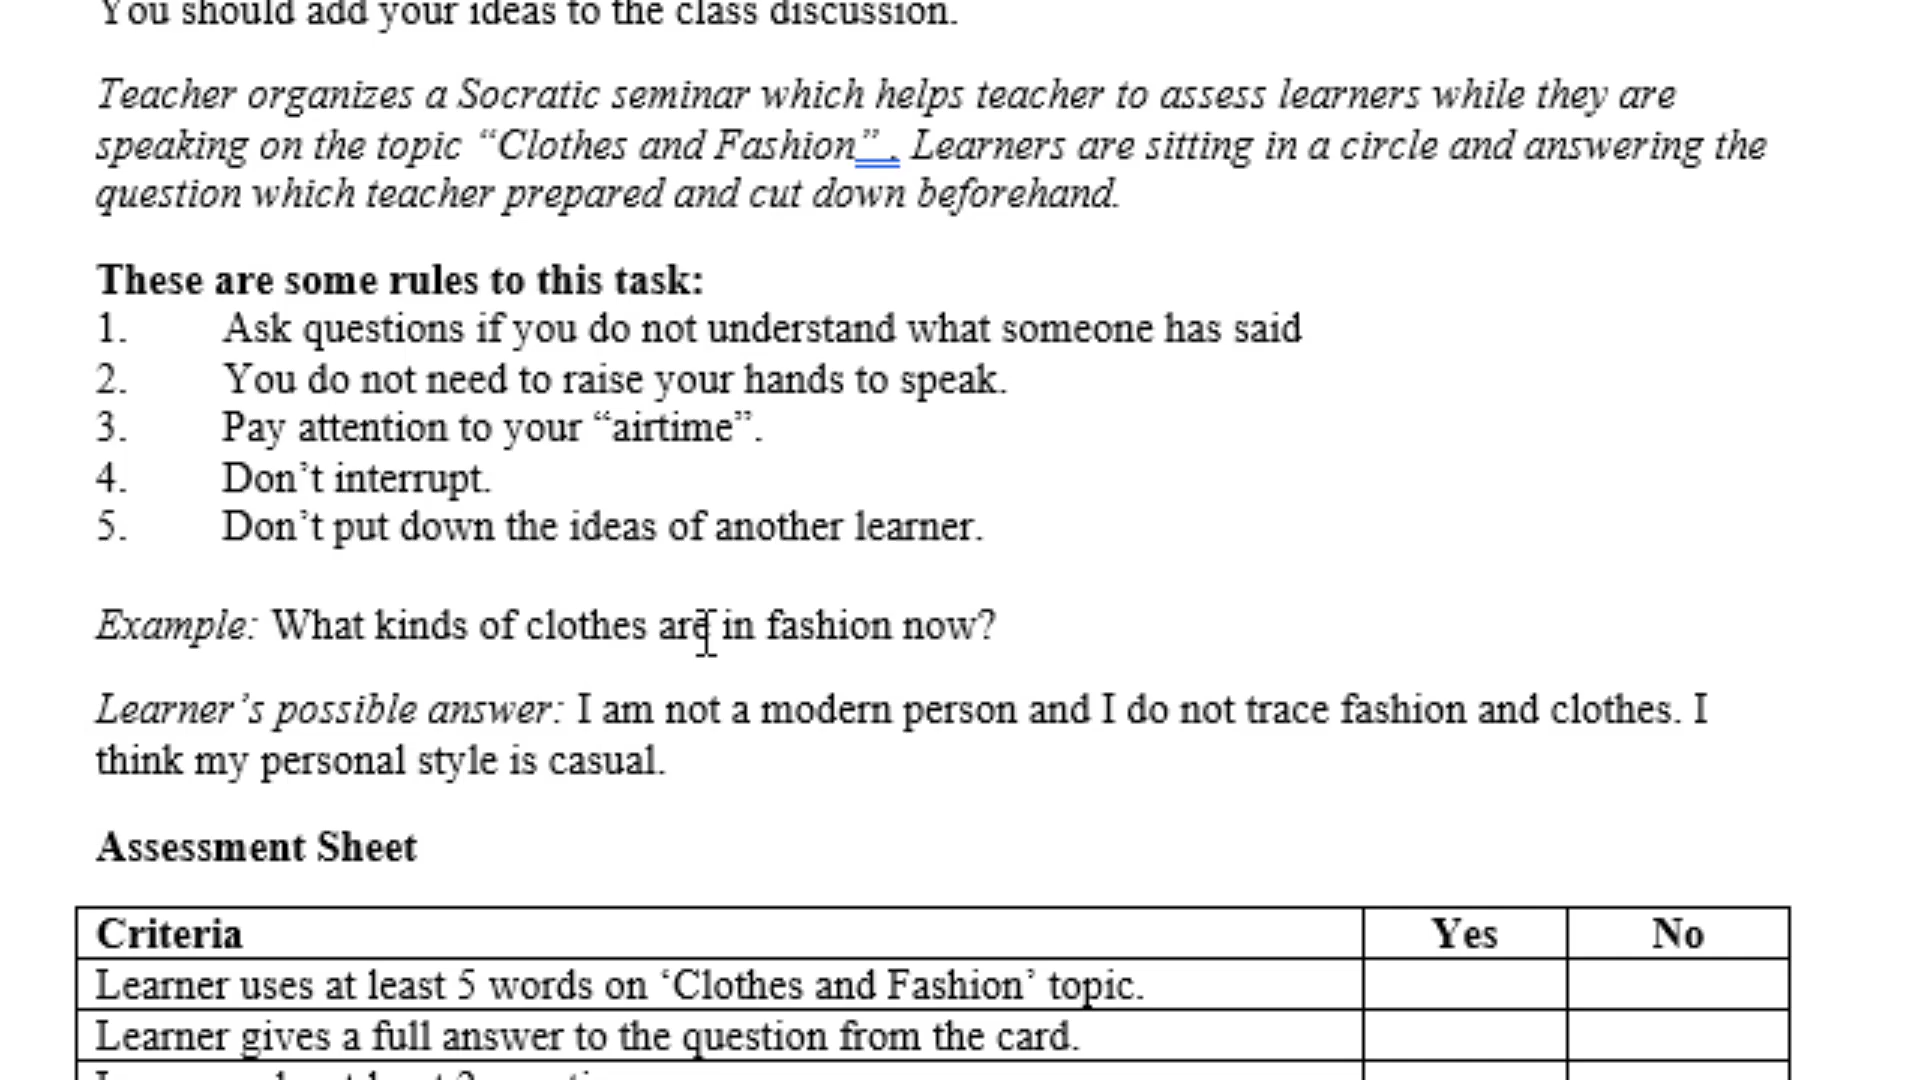 You should add your ideas to the class discussion.
Teacher organizes a Socratic seminar which helps teacher to assess learners while they are
speaking on the topic “Clothes and Fashion” . Learners are sitting in a circle and answering the
question which teacher prepared and cut down beforehand.
These are some rules to this task:
1. Ask questions if you do not understand what someone has said
2. You do not need to raise your hands to speak.
3. Pay attention to your “airtime”.
4. Don’t interrupt.
5. Don’t put down the ideas of another learner.
Example: What kinds of clothes are in fashion now?
Learner’s possible answer: I am not a modern person and I do not trace fashion and clothes. I
think my personal style is casual.
Assessment Sheet
Criteria Yes No
Learner uses at least 5 words on ‘Clothes and Fashion’ topic.
Learner gives a full answer to the question from the card.